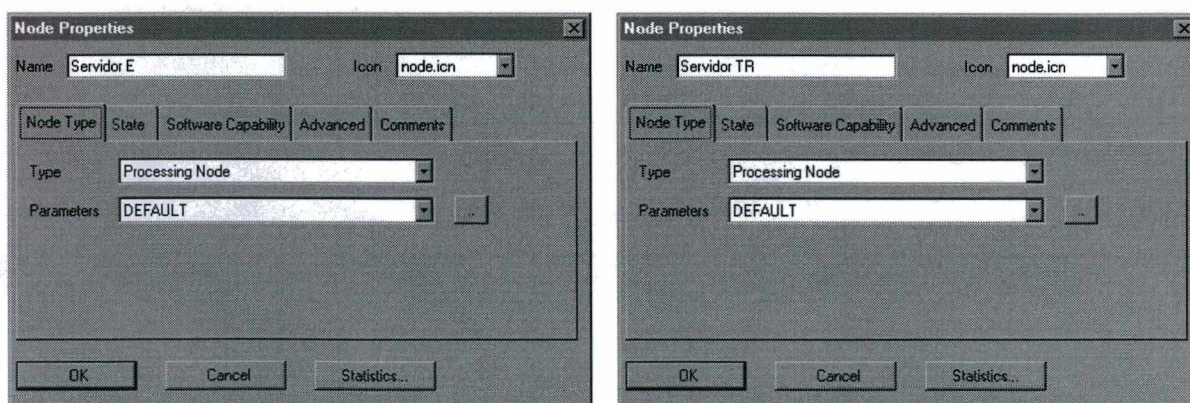 Node Properties
Name Servidor E Icon node.icn
Node Type State Software Capability Advanced Comments
Type Processing Node
Parameters DEFAULT ..
OK Cancel Statistics...
Node Properties
Name Servidor TR Icon node.icn
Node Type State Software Capability Advanced Comments
Type Processing Node
Parameters DEFAULT ..
OK Cancel Statistics...